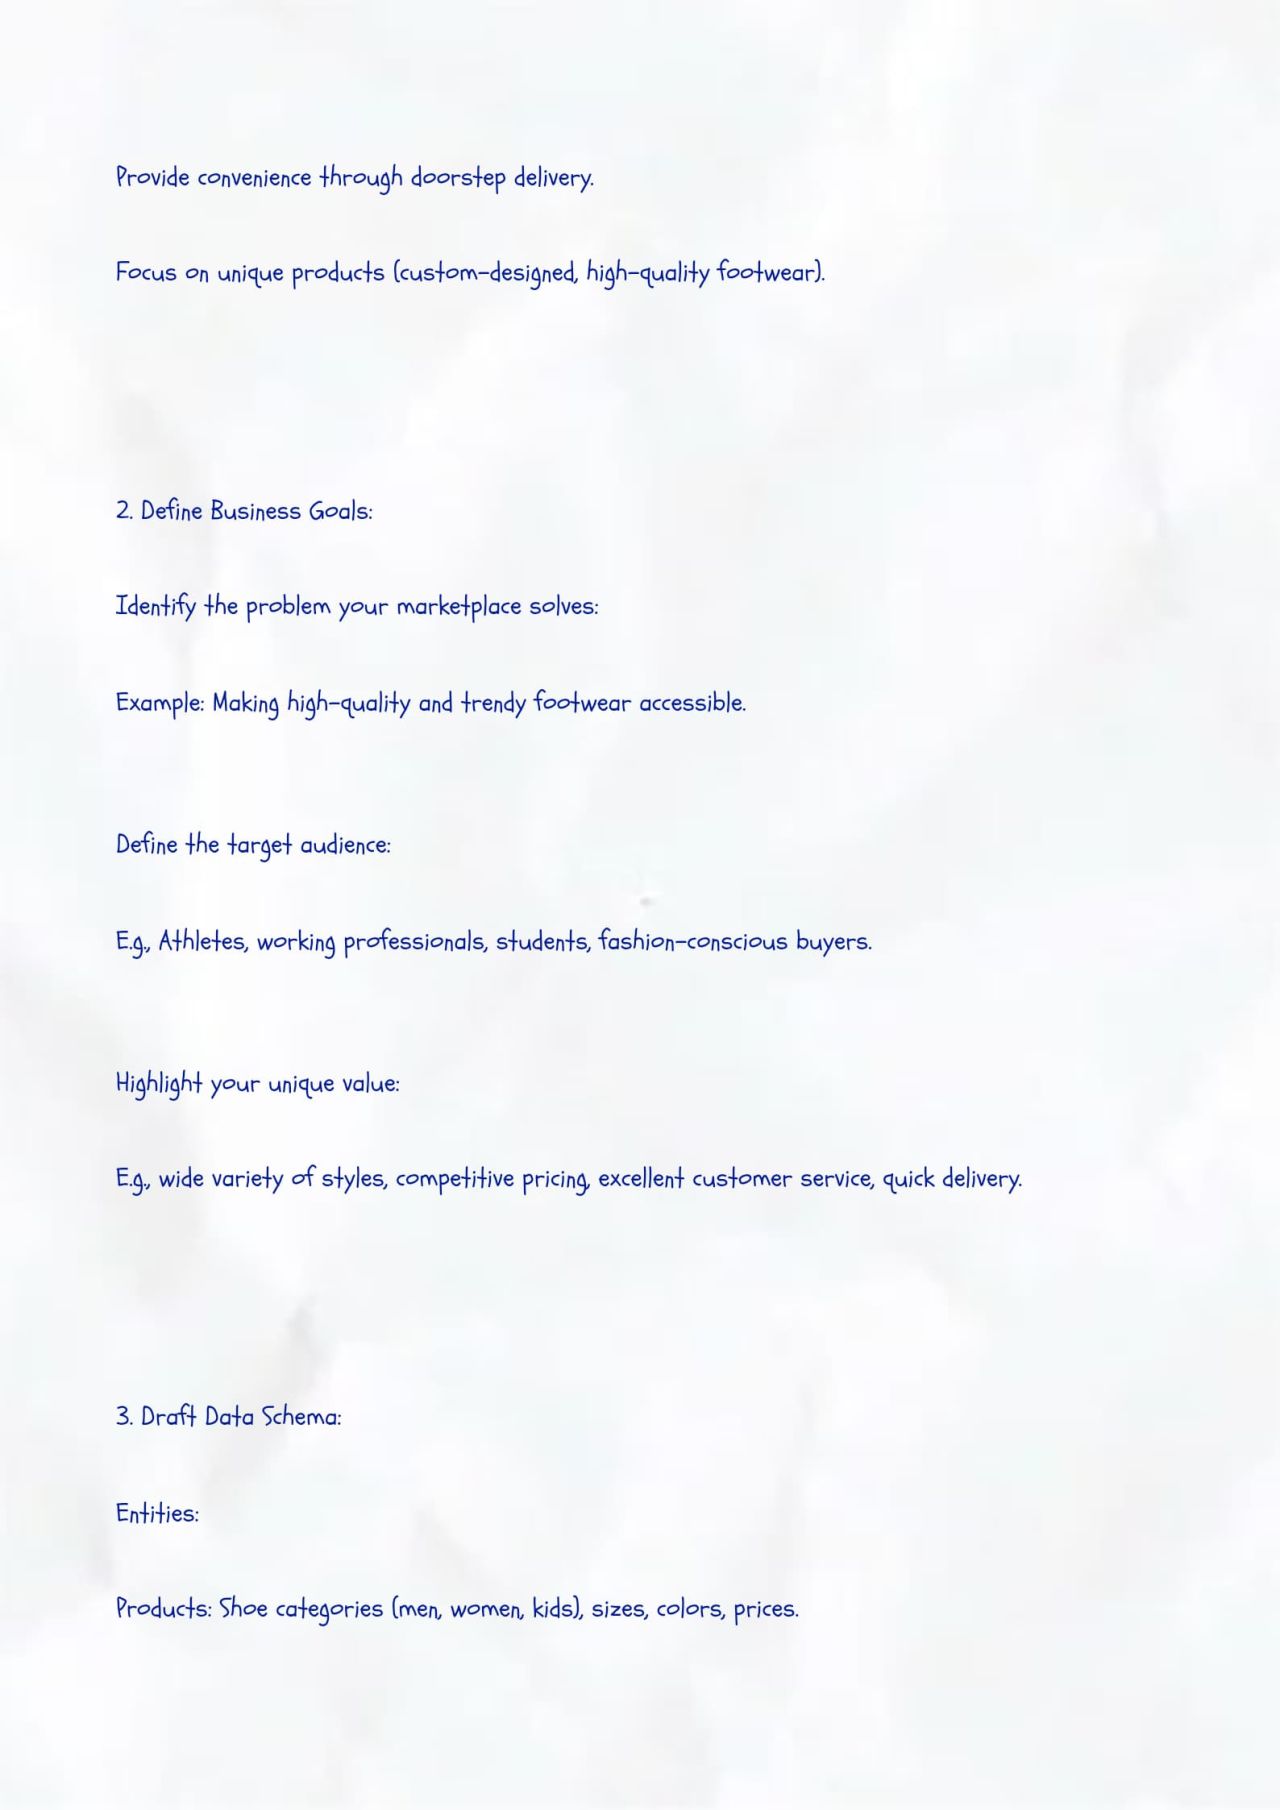 Provide convenience through doorstep delivery.
Focus on unique products (custom-designed, high-quality footwear).
2. Define Business Goals:
Identify the problem your marketplace solves:
Example: Making high-quality and trendy footwear accessible.
Define the target audience:
E.g., Athletes, working professionals, students, fashion-conscious buyers.
Highlight your unique value:
E.g., wide variety of styles, competitive pricing, excellent customer service, quick delivery.
3. Draft Data Schema:
Entities:
Products: Shoe categories (men, women, kids), sizes, colors, prices.